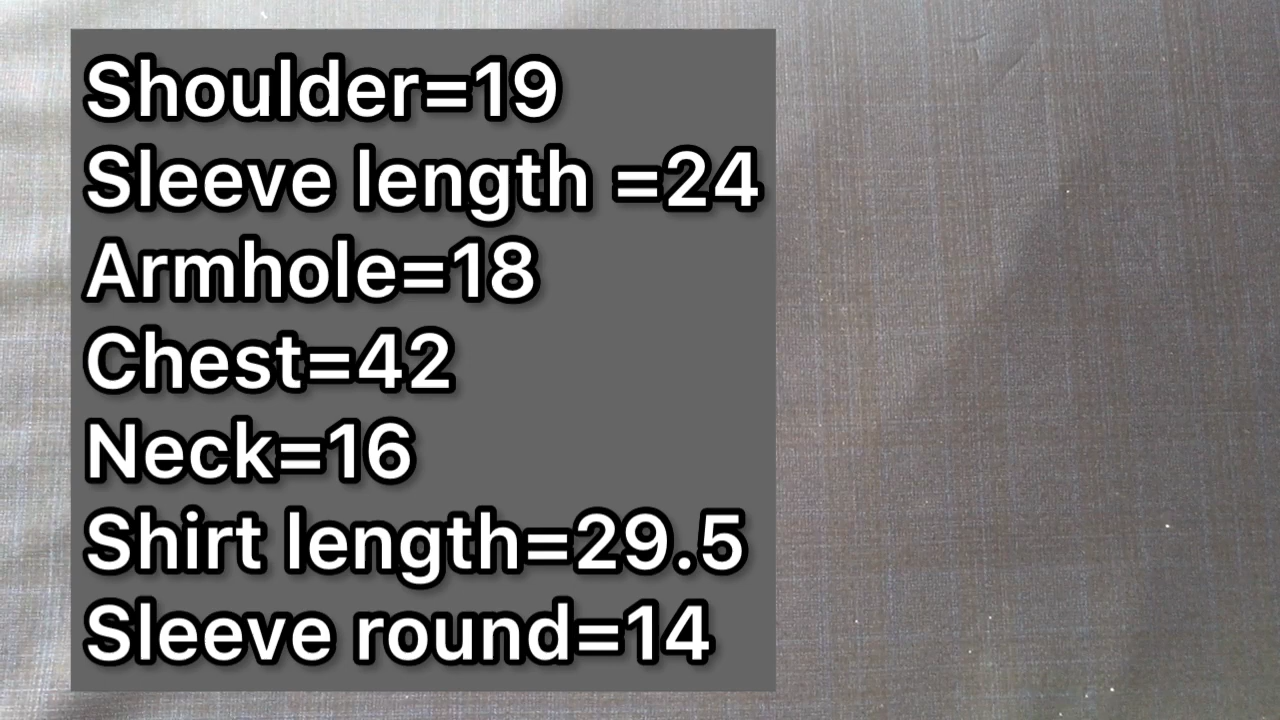 Shoulder=19
Sleeve length =24
Armhole=18
Chest=42
Neck=16
Shirt length=29.5
Sleeve round=14